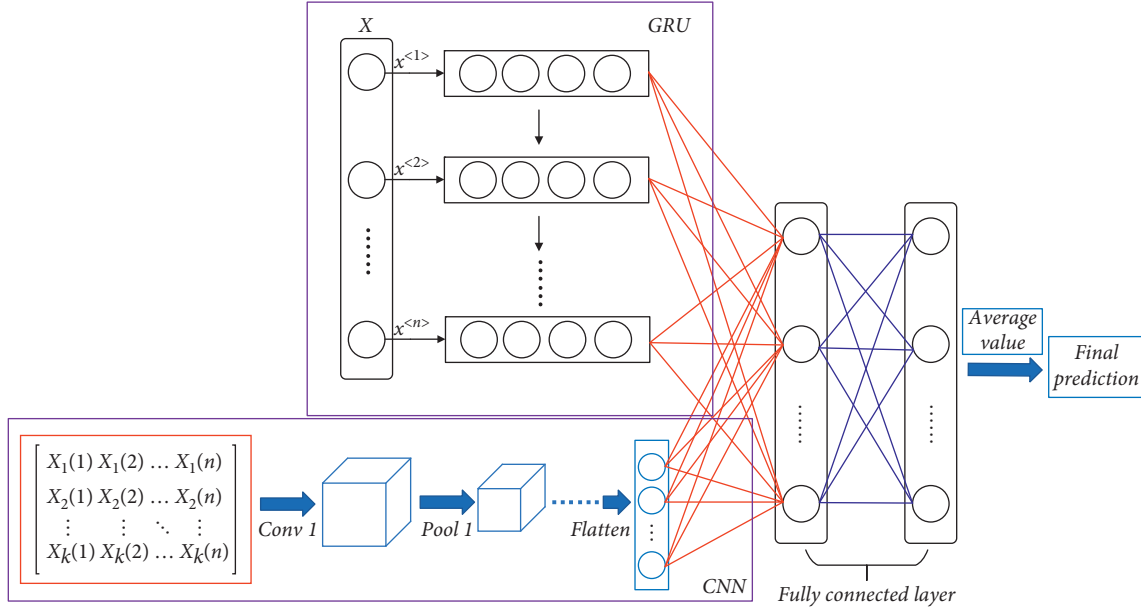 X
GRU
x<1>
x<2>
x<n>
Average
value
Final
prediction
X1(1) X1(2) … X1(n)
X2(1) X2(2) … X2(n)
⋮ ⋮ ⋱ ⋮
Xk(1) Xk(2) … Xk(n)
Conv 1
Pool 1
Flatten
CNN
Fully connected layer